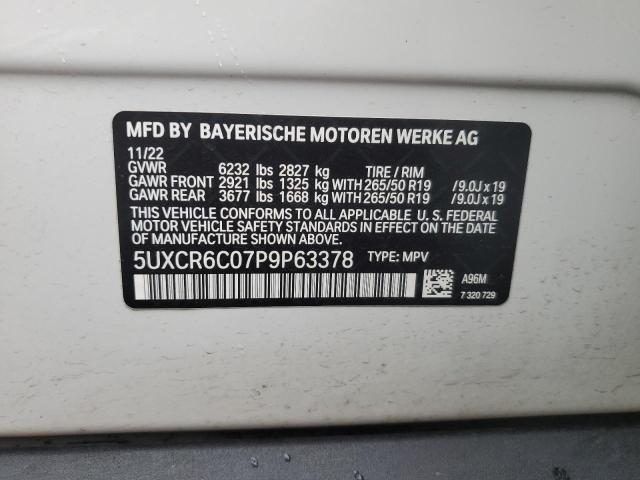 MFD BY BAYERISCHE MOTOREN WERKE AG
11/22
GVWR 6232 lbs 2827 kg TIRE / RIM
GAWR FRONT 2921 lbs 1325 kg WITH 265/50 R19 /9.0J x 19
GAWR REAR 3677 lbs 1668 kg WITH 265/50 R19 /9.0J x 19
THIS VEHICLE CONFORMS TO ALL APPLICABLE U. S. FEDERAL
MOTOR VEHICLE SAFETY STANDARDS IN EFFECT ON THE
DATE OF MANUFACTURE SHOWN ABOVE.
5UXCR6C07P9P63378 TYPE: MPV
A96M
7 320 729